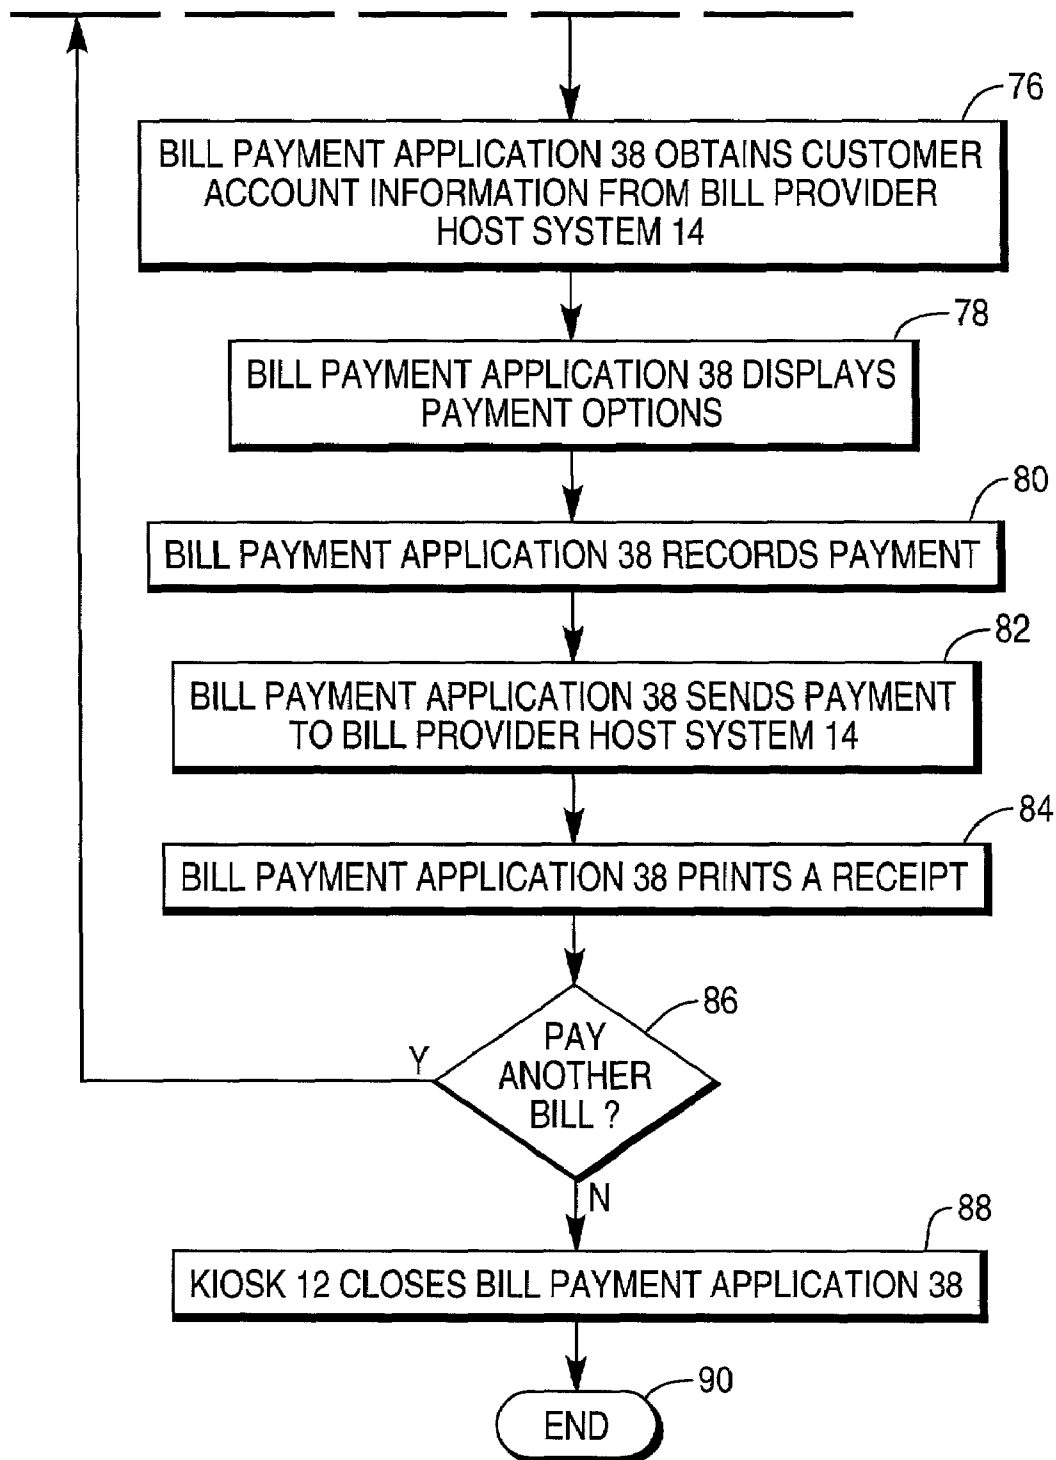 76
BILL PAYMENT APPLICATION 38 OBTAINS CUSTOMER
ACCOUNT INFORMATION FROM BILL PROVIDER
HOST SYSTEM 14
78
BILL PAYMENT APPLICATION 38 DISPLAYS
PAYMENT OPTIONS
80
BILL PAYMENT APPLICATION 38 RECORDS PAYMENT
82
BILL PAYMENT APPLICATION 38 SENDS PAYMENT
TO BILL PROVIDER HOST SYSTEM 14
84
BILL PAYMENT APPLICATION 38 PRINTS A RECEIPT
86
PAY
ANOTHER
BILL ?
Y
N
88
KIOSK 12 CLOSES BILL PAYMENT APPLICATION 38
90
END